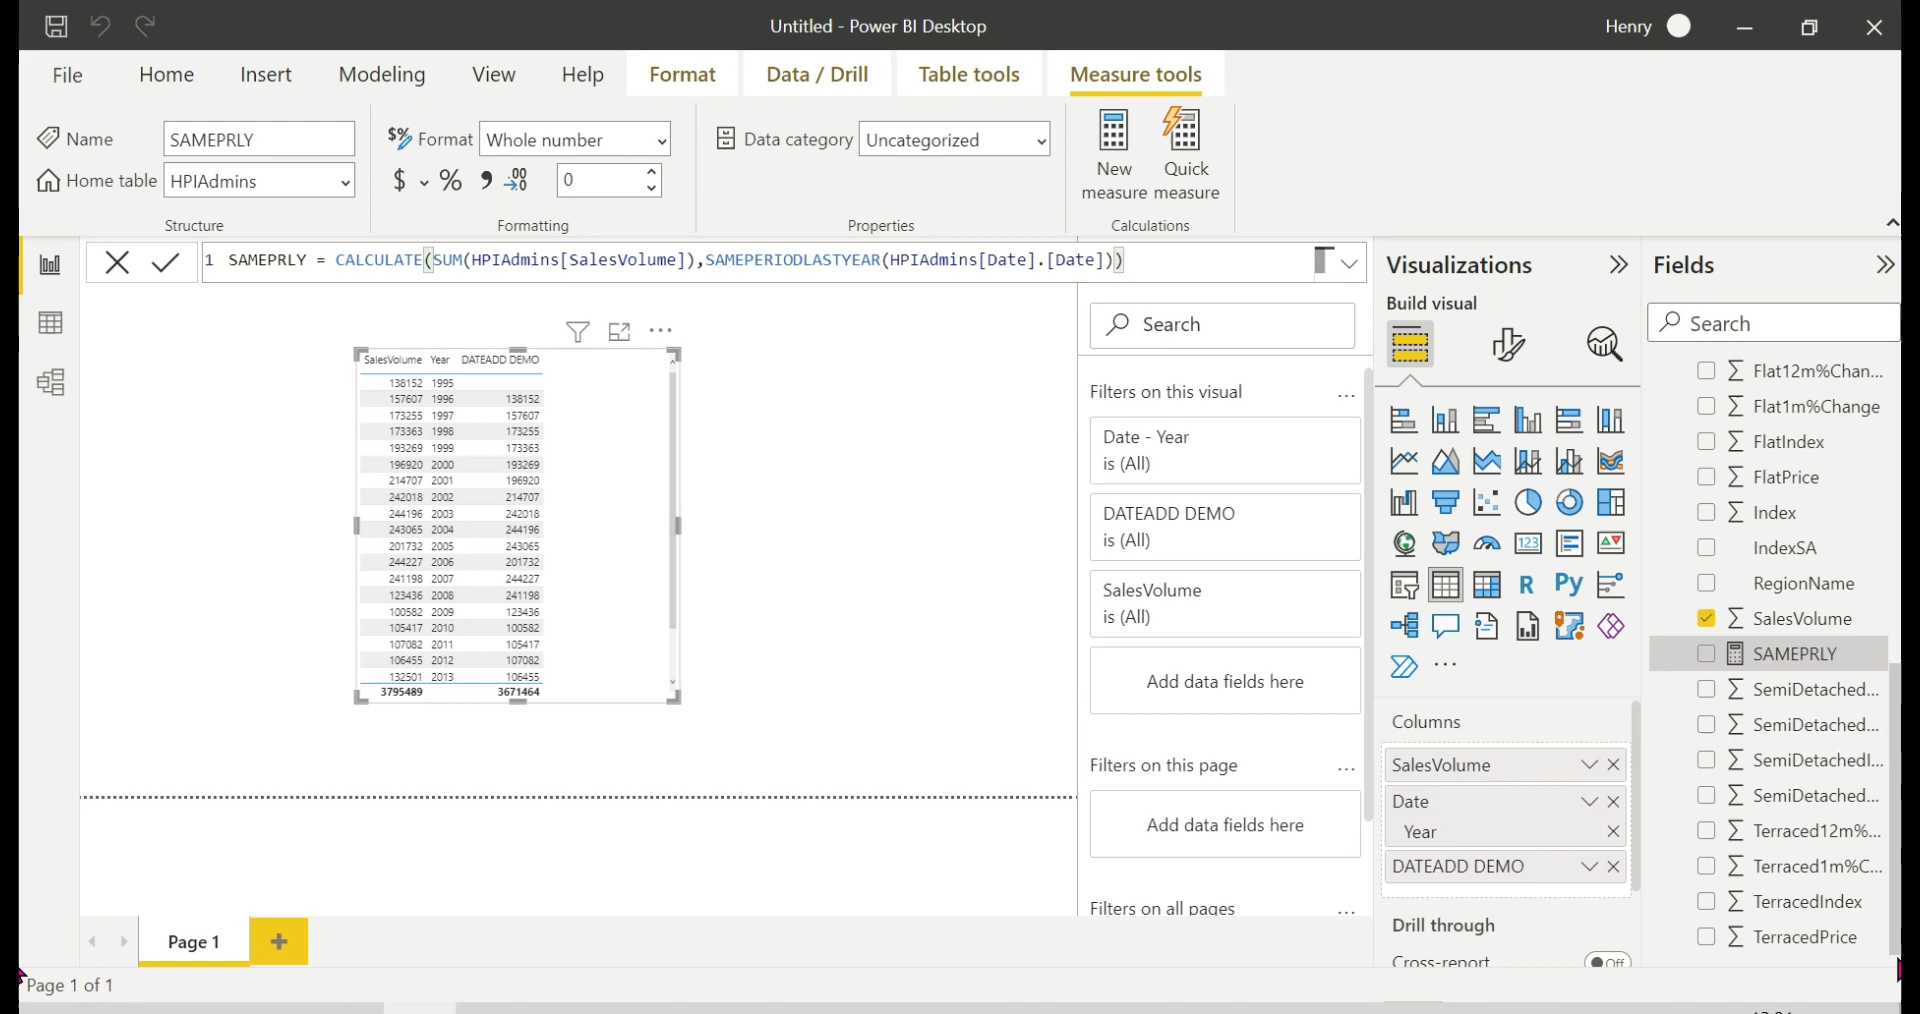 Untitled - Power BI Desktop
Henry
File
Home
Insert
Modeling
View
Help
Format
Data / Drill
Table tools
Measure tools
Name
SAMEPRLY
Home table
HPIAdmins
Structure
$% Format
Whole number
$ % , .00 →0
0
Formatting
Data category
Uncategorized
Properties
New measure
Quick measure
Calculations
1 SAMEPRLY = CALCULATE(SUM(HPIAdmins[SalesVolume]),SAMEPERIODLASTYEAR(HPIAdmins[Date].[Date]))
SalesVolume Year DATEADD DEMO
138152 1995
157607 1996 138152
173255 1997 157607
173363 1998 173255
193269 1999 173363
196920 2000 193269
214707 2001 196920
242018 2002 214707
244196 2003 242018
243065 2004 244196
201732 2005 243065
244227 2006 201732
241198 2007 244227
123436 2008 241198
100582 2009 123436
105417 2010 100582
107082 2011 105417
106455 2012 107082
132501 2013 106455
3795489 3671464
Search
Filters on this visual
...
Date - Year
is (All)
DATEADD DEMO
is (All)
SalesVolume
is (All)
Add data fields here
Filters on this page
...
Add data fields here
Filters on all pages
...
Visualizations
Build visual
123
R
Py
...
Columns
SalesVolume
Date
Year
DATEADD DEMO
Drill through
Cross-report
Off
Fields
Search
Flat12m%Chan...
Flat1m%Change
FlatIndex
FlatPrice
Index
IndexSA
RegionName
SalesVolume
SAMEPRLY
SemiDetached...
SemiDetached...
SemiDetachedI...
SemiDetached...
Terraced12m%...
Terraced1m%C...
TerracedIndex
TerracedPrice
Page 1
Page 1 of 1